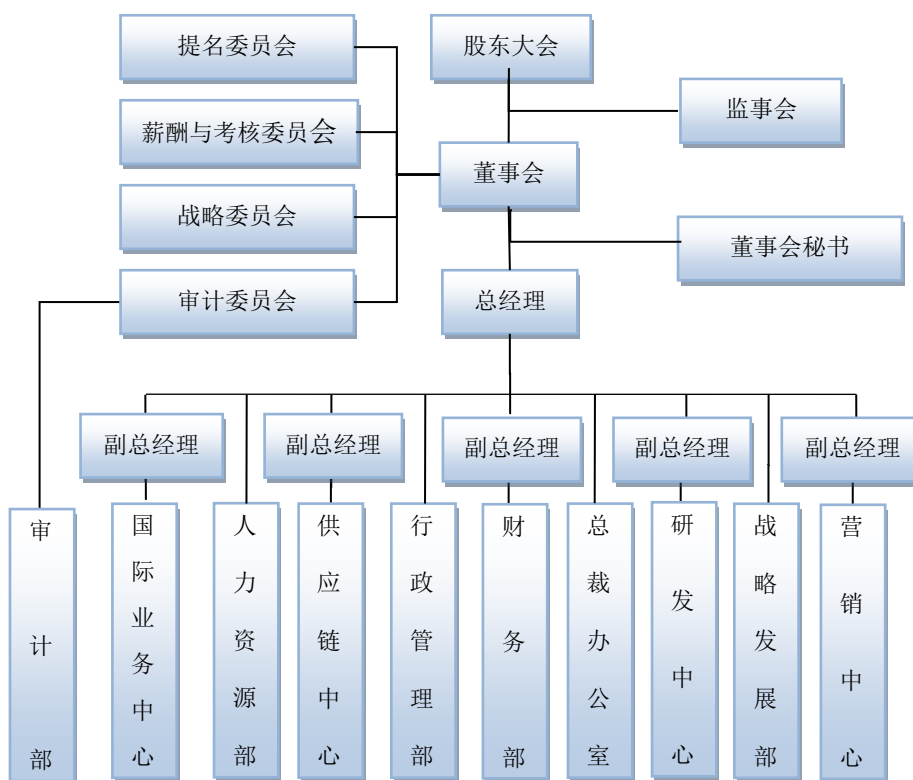 提名委员会
股东大会
监事会
薪酬与考核委员会
董事会
战略委员会
董事会秘书
审计委员会
总经理
副总经理
副总经理
副总经理
副总经理
副总经理
审计部
国际业务中心
人力资源部
供应链中心
行政管理部
财务部
总裁办公室
研发中心
战略发展部
营销中心